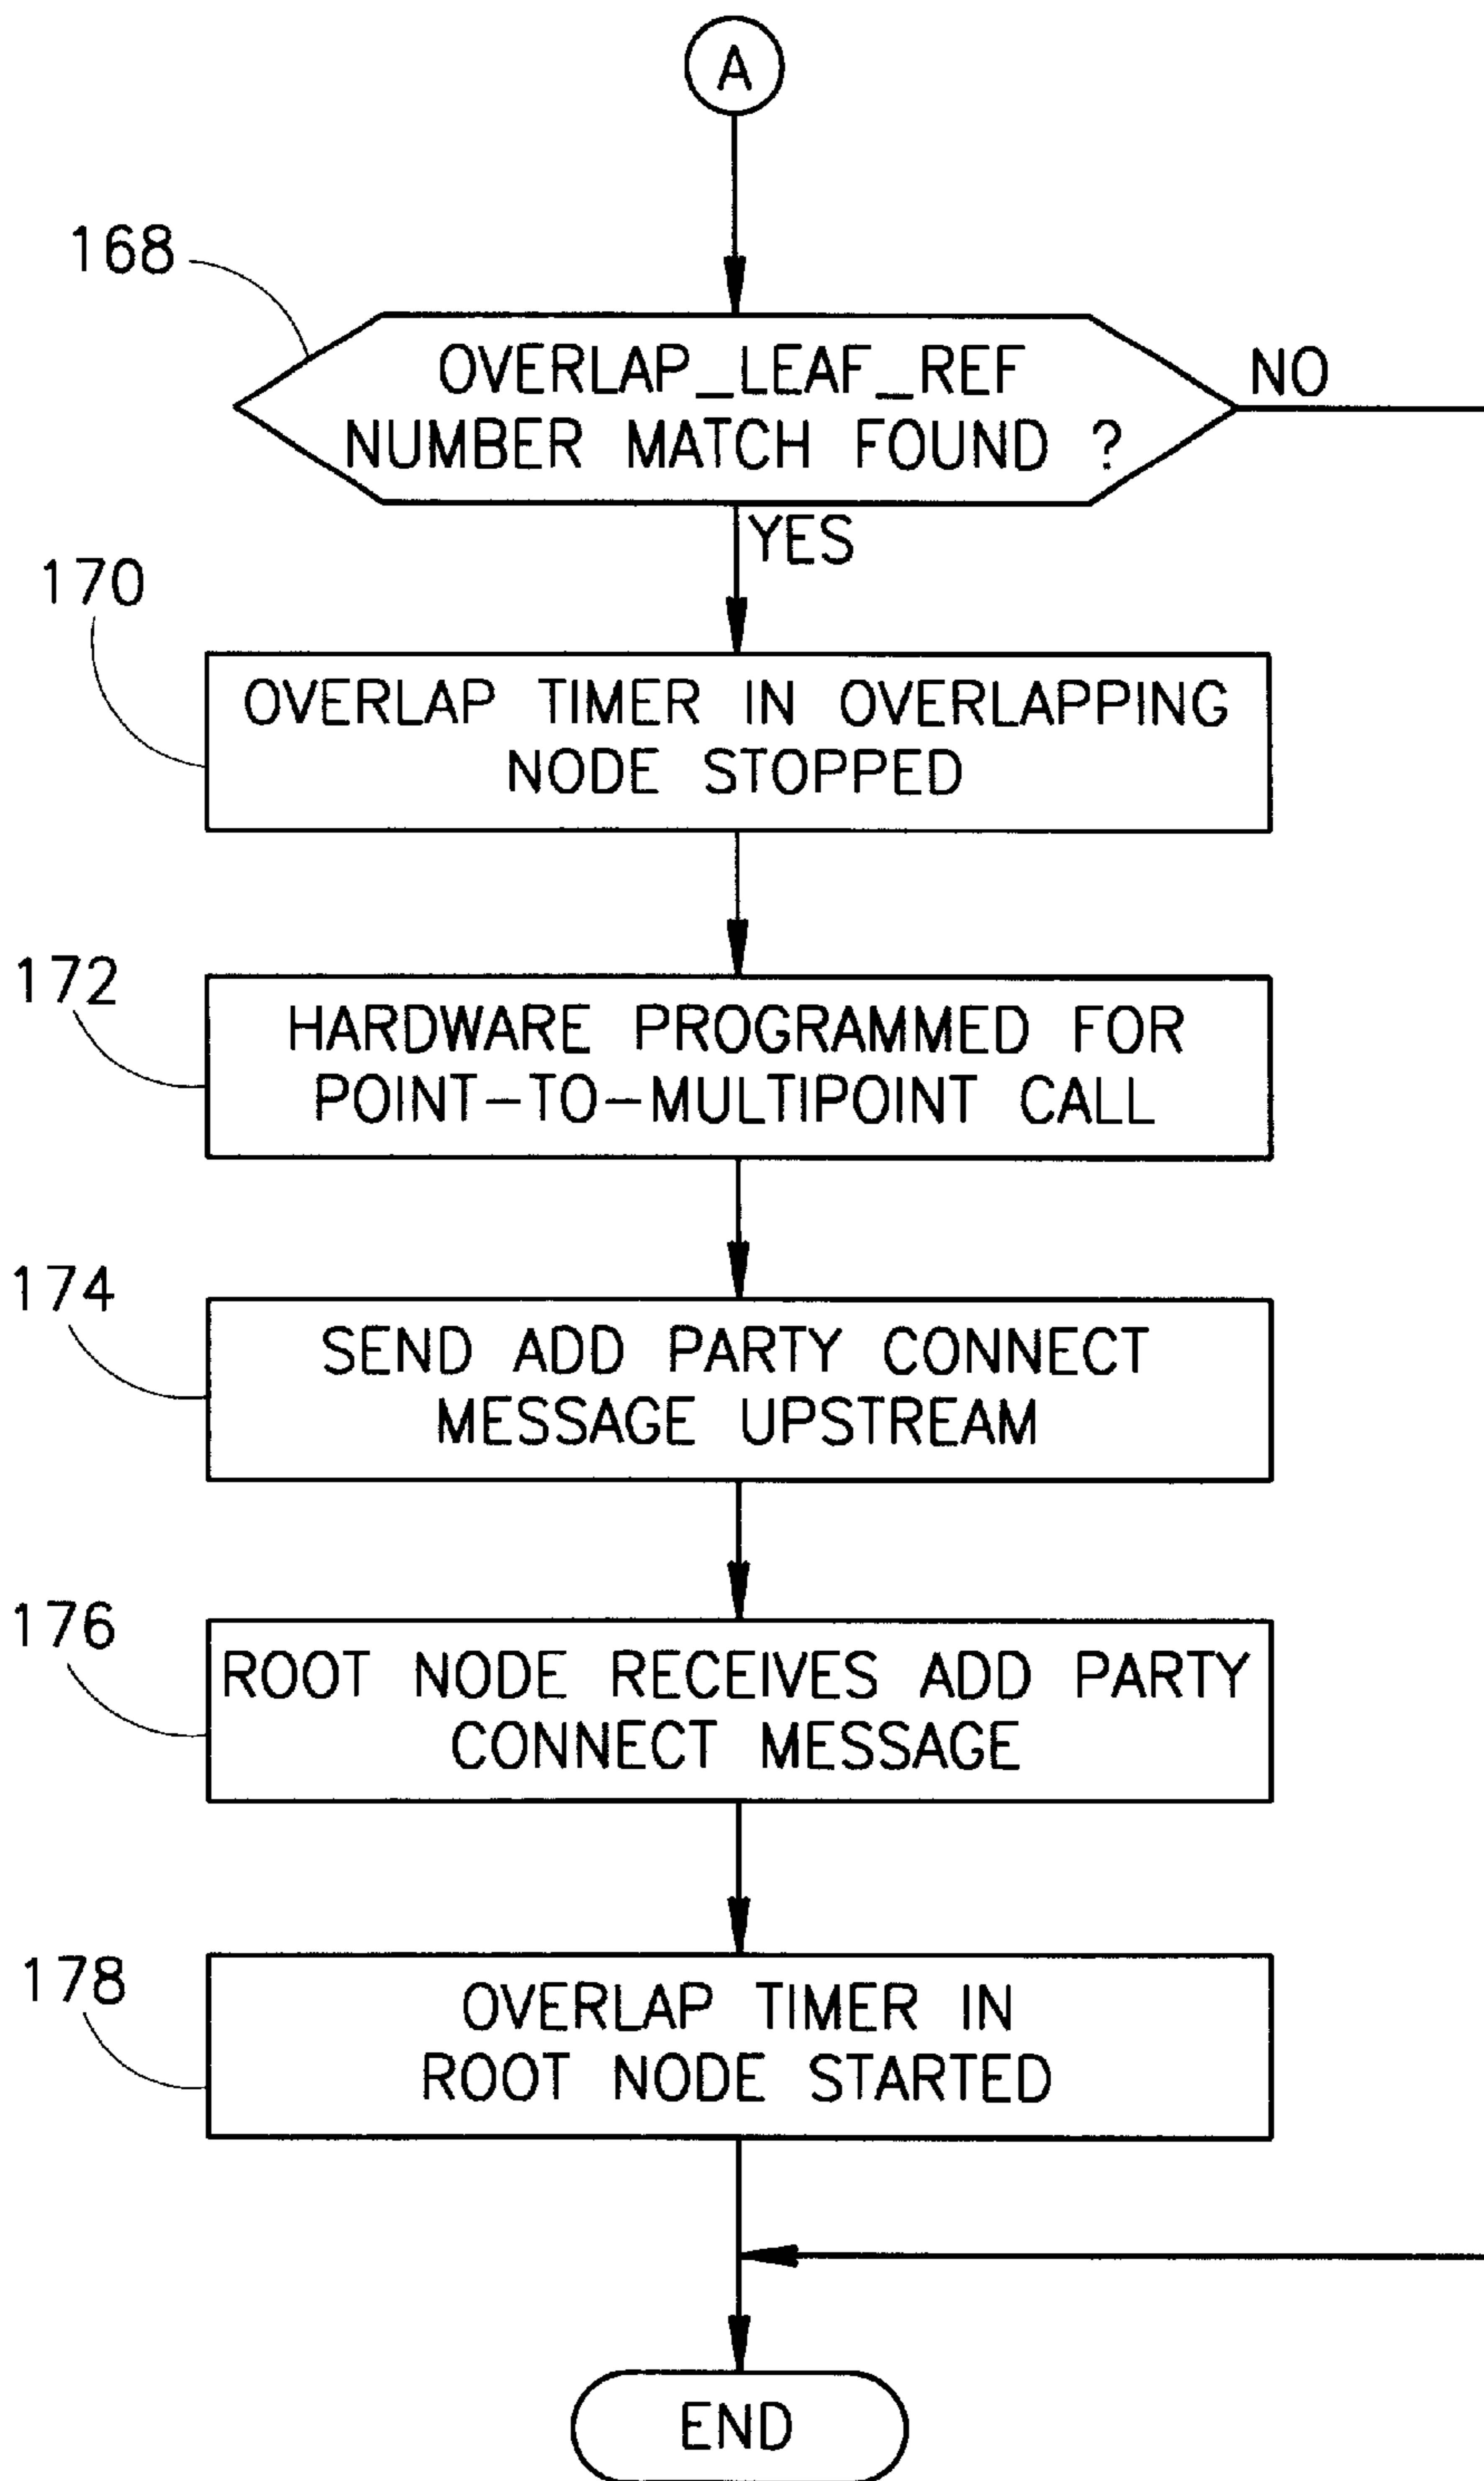 A
168
OVERLAP_LEAF_REF
NUMBER MATCH FOUND ?
NO
YES
170
OVERLAP TIMER IN OVERLAPPING
NODE STOPPED
172
HARDWARE PROGRAMMED FOR
POINT-TO-MULTIPOINT CALL
174
SEND ADD PARTY CONNECT
MESSAGE UPSTREAM
176
ROOT NODE RECEIVES ADD PARTY
CONNECT MESSAGE
178
OVERLAP TIMER IN
ROOT NODE STARTED
END